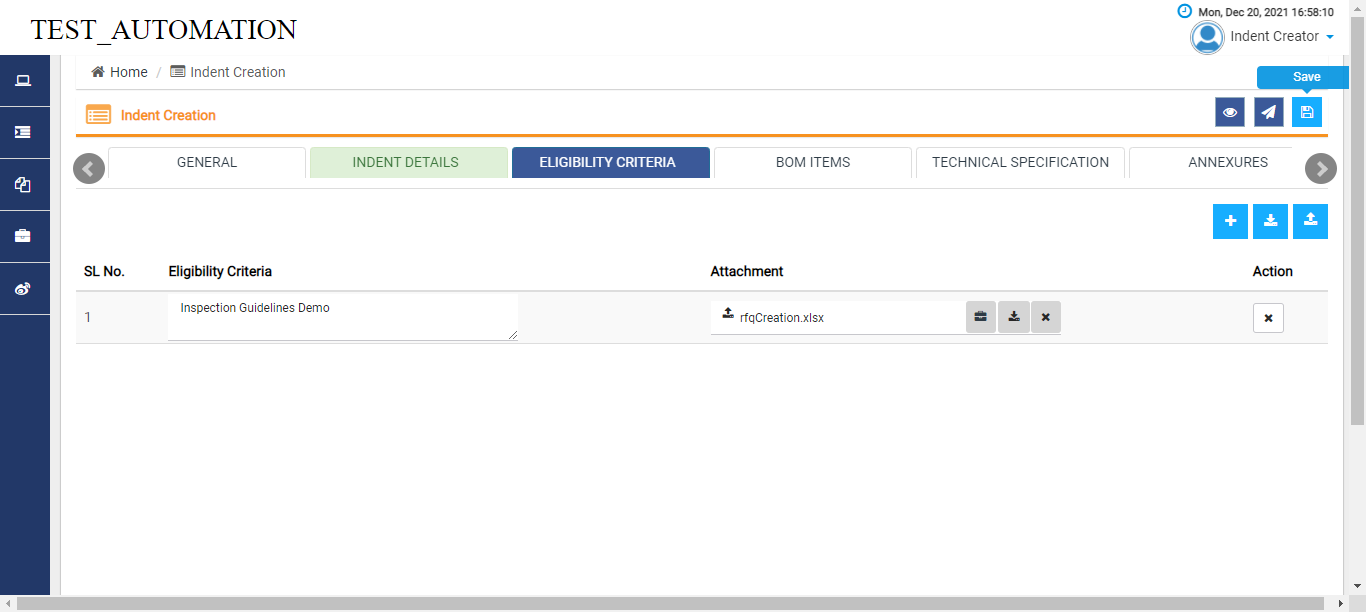 Mon, Dec 20, 2021 16:58:10
TEST_AUTOMATION
Indent Creator
Home / Indent Creation
Save
Indent Creation
GENERAL INDENT DETAILS ELIGIBILITY CRITERIA BOM ITEMS TECHNICAL SPECIFICATION ANNEXURES
SL No. Eligibility Criteria Attachment Action
1 Inspection Guidelines Demo rfqCreation.xlsx